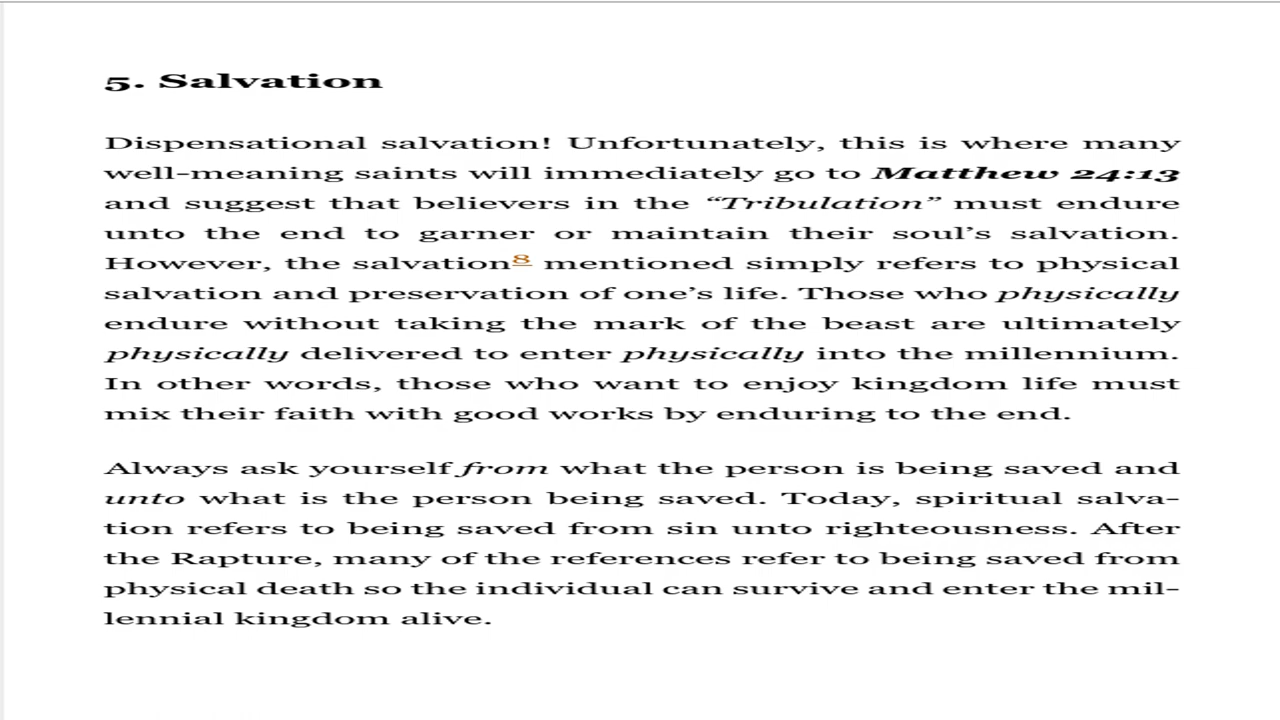 5. Salvation
Dispensational salvation! Unfortunately, this is where many
well-meaning saints will immediately go to Matthew 24:13
and suggest that believers in the “Tribulation” must endure
unto the end to garner or maintain their soul’s salvation.
However, the salvation8 mentioned simply refers to physical
salvation and preservation of one’s life. Those who physically
endure without taking the mark of the beast are ultimately
physically delivered to enter physically into the millennium.
In other words, those who want to enjoy kingdom life must
mix their faith with good works by enduring to the end.
Always ask yourself from what the person is being saved and
unto what is the person being saved. Today, spiritual salva-
tion refers to being saved from sin unto righteousness. After
the Rapture, many of the references refer to being saved from
physical death so the individual can survive and enter the mil-
lennial kingdom alive.